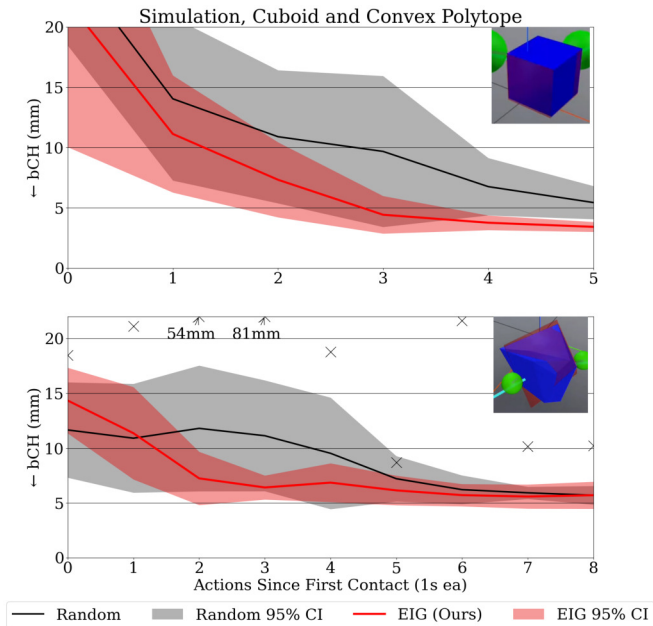 Simulation, Cuboid and Convex Polytope
20
15
10
5
0
← bCH (mm)
0 1 2 3 4 5
20
15
10
5
0
← bCH (mm)
54mm 81mm
0 1 2 3 4 5 6 7 8
Actions Since First Contact (1s ea)
Random Random 95% CI EIG (Ours) EIG 95% CI